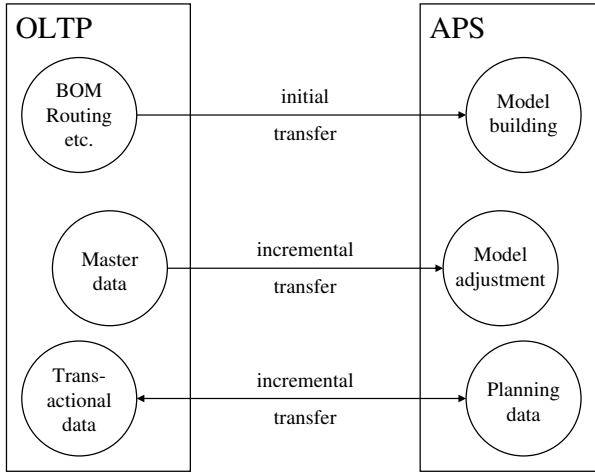 OLTP
APS
BOM
Routing
etc.
initial
transfer
Model
building
Master
data
incremental
transfer
Model
adjustment
Trans-
actional
data
incremental
transfer
Planning
data